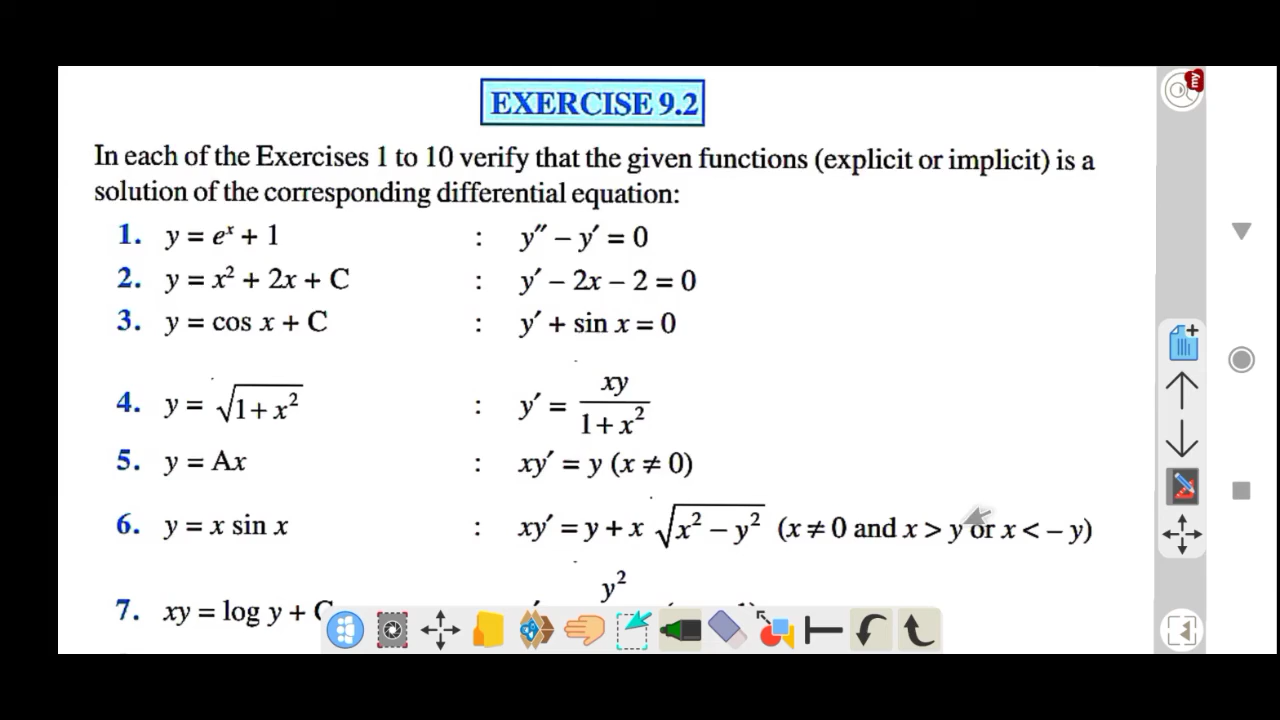 EXERCISE 9.2
In each of the Exercises 1 to 10 verify that the given functions (explicit or implicit) is a
solution of the corresponding differential equation:
1. y = eˣ + 1 : y″ – y′ = 0
2. y = x² + 2x + C : y′ – 2x – 2 = 0
3. y = cos x + C : y′ + sin x = 0
4. y = √(1 + x²) : y′ = xy / (1 + x²)
5. y = Ax : xy′ = y (x ≠ 0)
6. y = x sin x : xy′ = y + x √(x² – y²) (x ≠ 0 and x > y or x < – y)
7. xy = log y + C y²
my